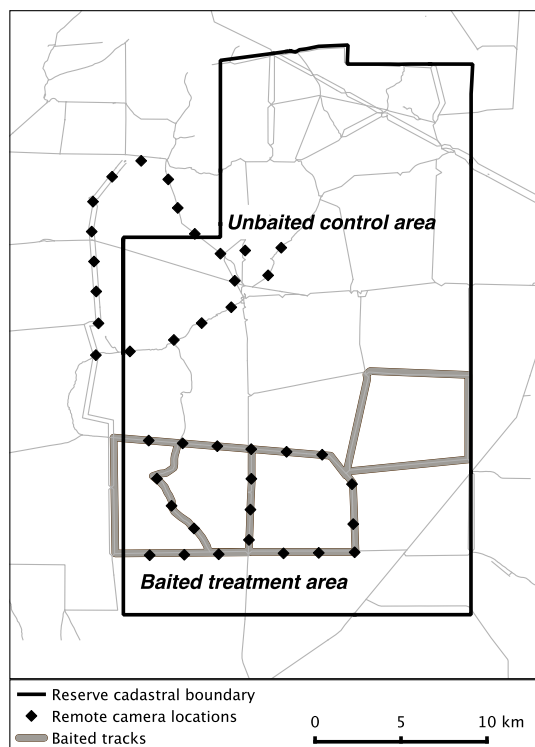 Unbaited control area
Baited treatment area
Reserve cadastral boundary
Remote camera locations
Baited tracks
0 5 10 km